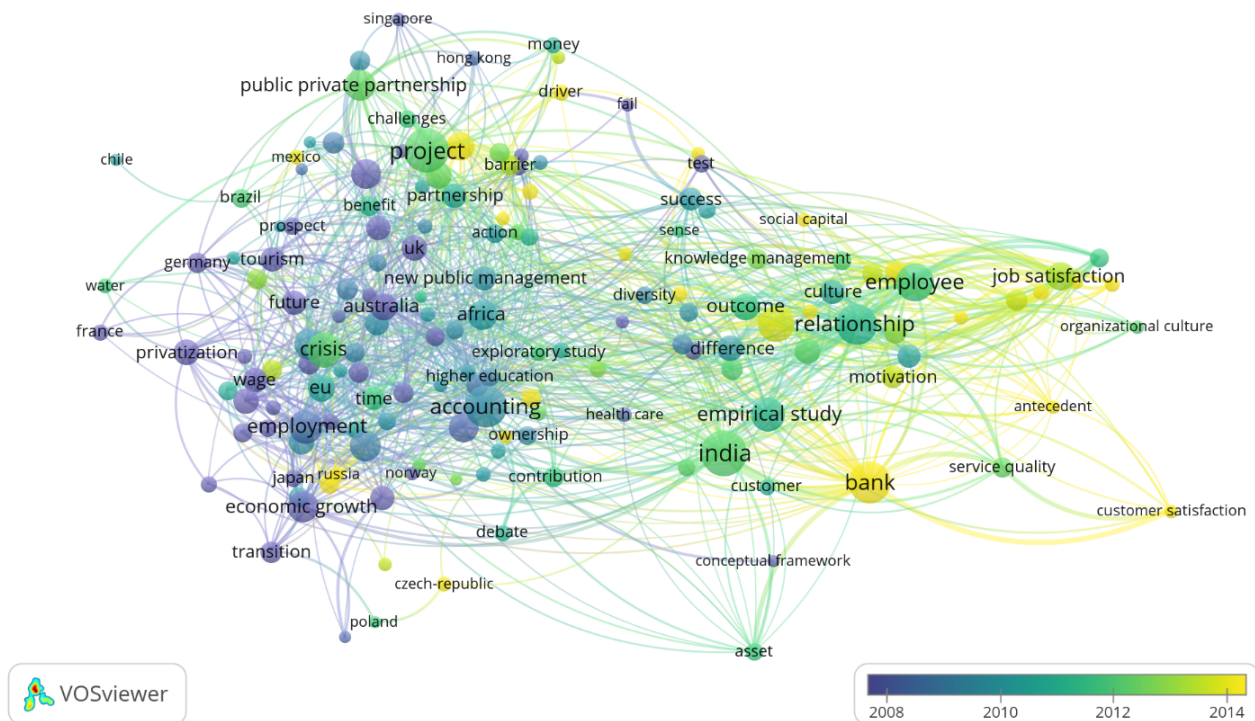 singapore
money
hong kong
public private partnership
driver
fail
challenges
project
chile
mexico
barrier
test
brazil
benefit
partnership
success
social capital
prospect
action
sense
uk
germany
tourism
knowledge management
new public management
employee
job satisfaction
water
future
australia
africa
diversity
outcome
culture
france
relationship
organizational culture
privatization
crisis
exploratory study
difference
wage
eu
higher education
motivation
time
accounting
health care
empirical study
antecedent
employment
ownership
india
japan
russia
norway
contribution
customer
bank
service quality
economic growth
customer satisfaction
debate
transition
conceptual framework
czech-republic
poland
asset
VOSviewer
2008 2010 2012 2014